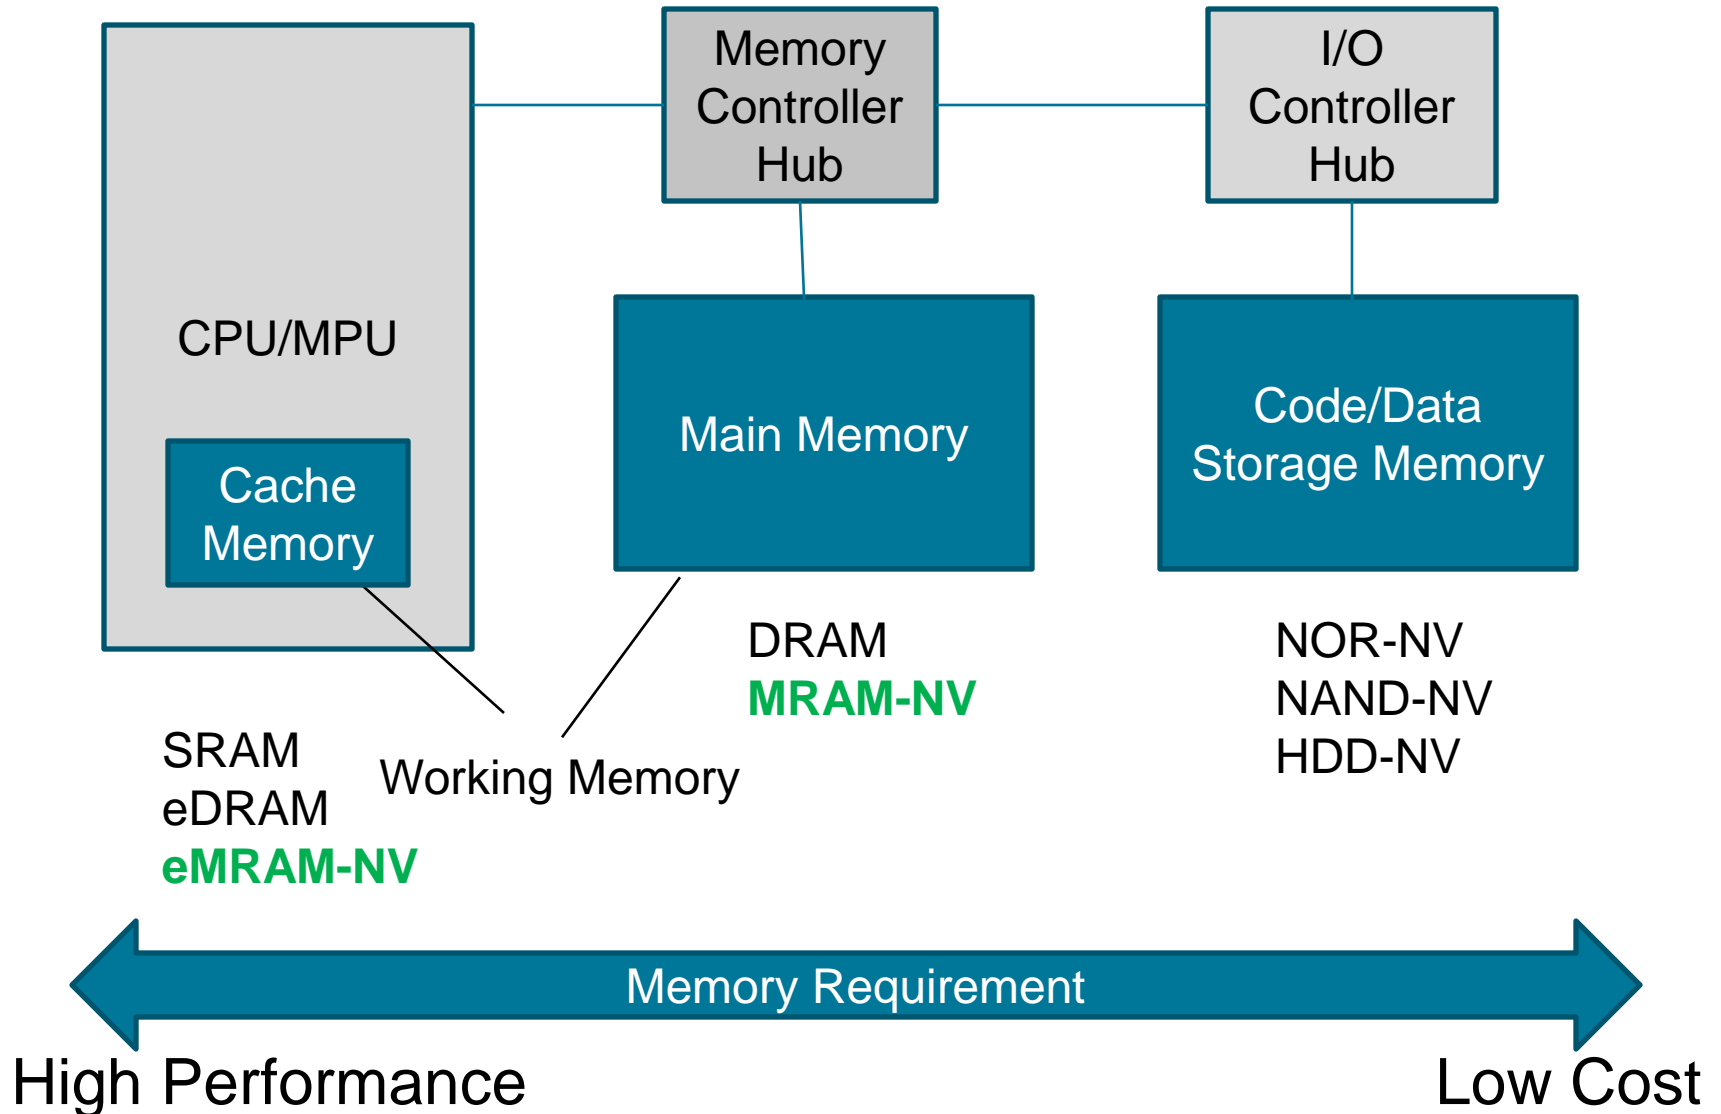 Memory
Controller
Hub
I/O
Controller
Hub
CPU/MPU
Cache
Memory
Main Memory
Code/Data
Storage Memory
DRAM
MRAM-NV
NOR-NV
NAND-NV
HDD-NV
SRAM
eDRAM
eMRAM-NV
Working Memory
Memory Requirement
High Performance
Low Cost